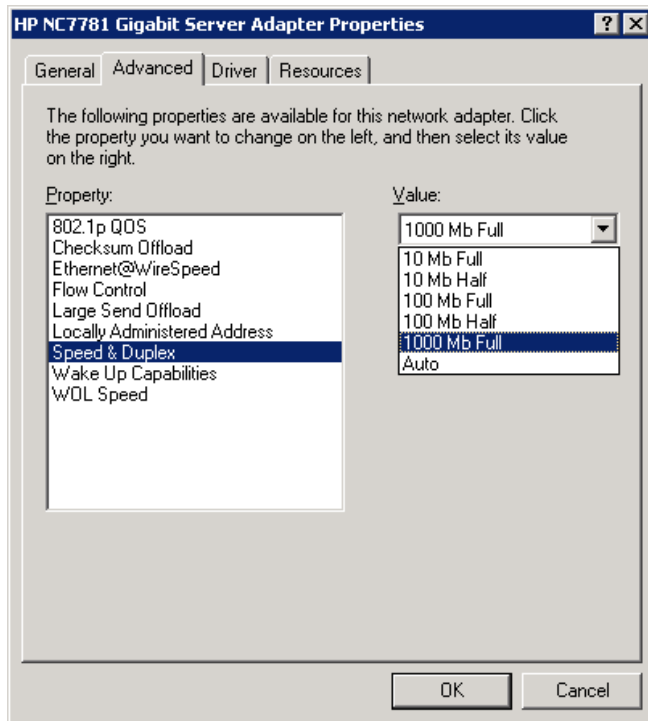 HP NC7781 Gigabit Server Adapter Properties
General Advanced Driver Resources
The following properties are available for this network adapter. Click
the property you want to change on the left, and then select its value
on the right.
Property:
802.1p QOS
Checksum Offload
Ethernet@WireSpeed
Flow Control
Large Send Offload
Locally Administered Address
Speed & Duplex
Wake Up Capabilities
WOL Speed
Value:
1000 Mb Full
10 Mb Full
10 Mb Half
100 Mb Full
100 Mb Half
1000 Mb Full
Auto
OK Cancel